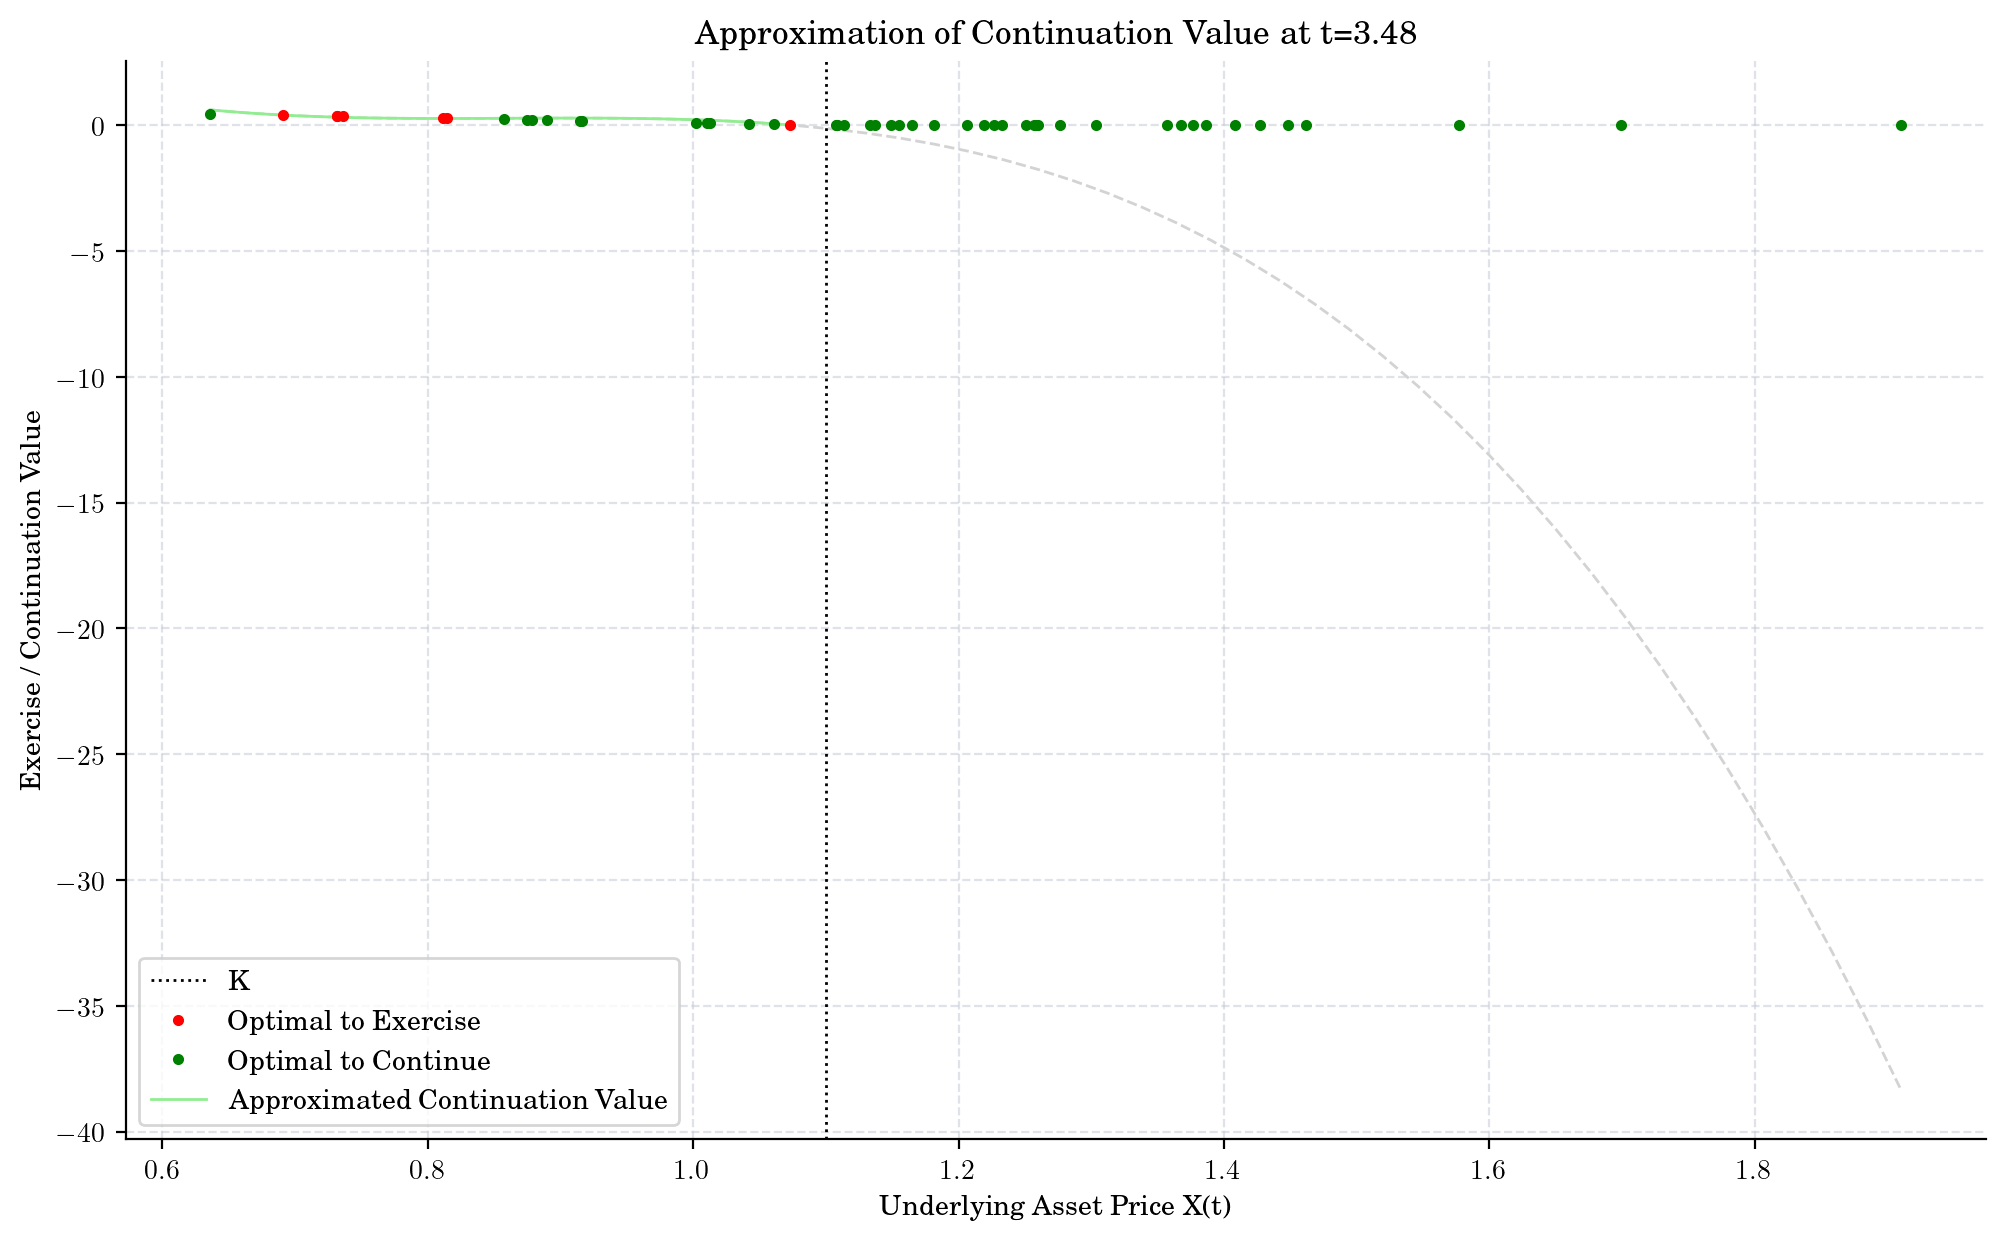 Approximation of Continuation Value at t=3.48
Exercise / Continuation Value
0
−5
−10
−15
−20
−25
−30
−35
−40
K
Optimal to Exercise
Optimal to Continue
Approximated Continuation Value
0.6 0.8 1.0 1.2 1.4 1.6 1.8
Underlying Asset Price X(t)